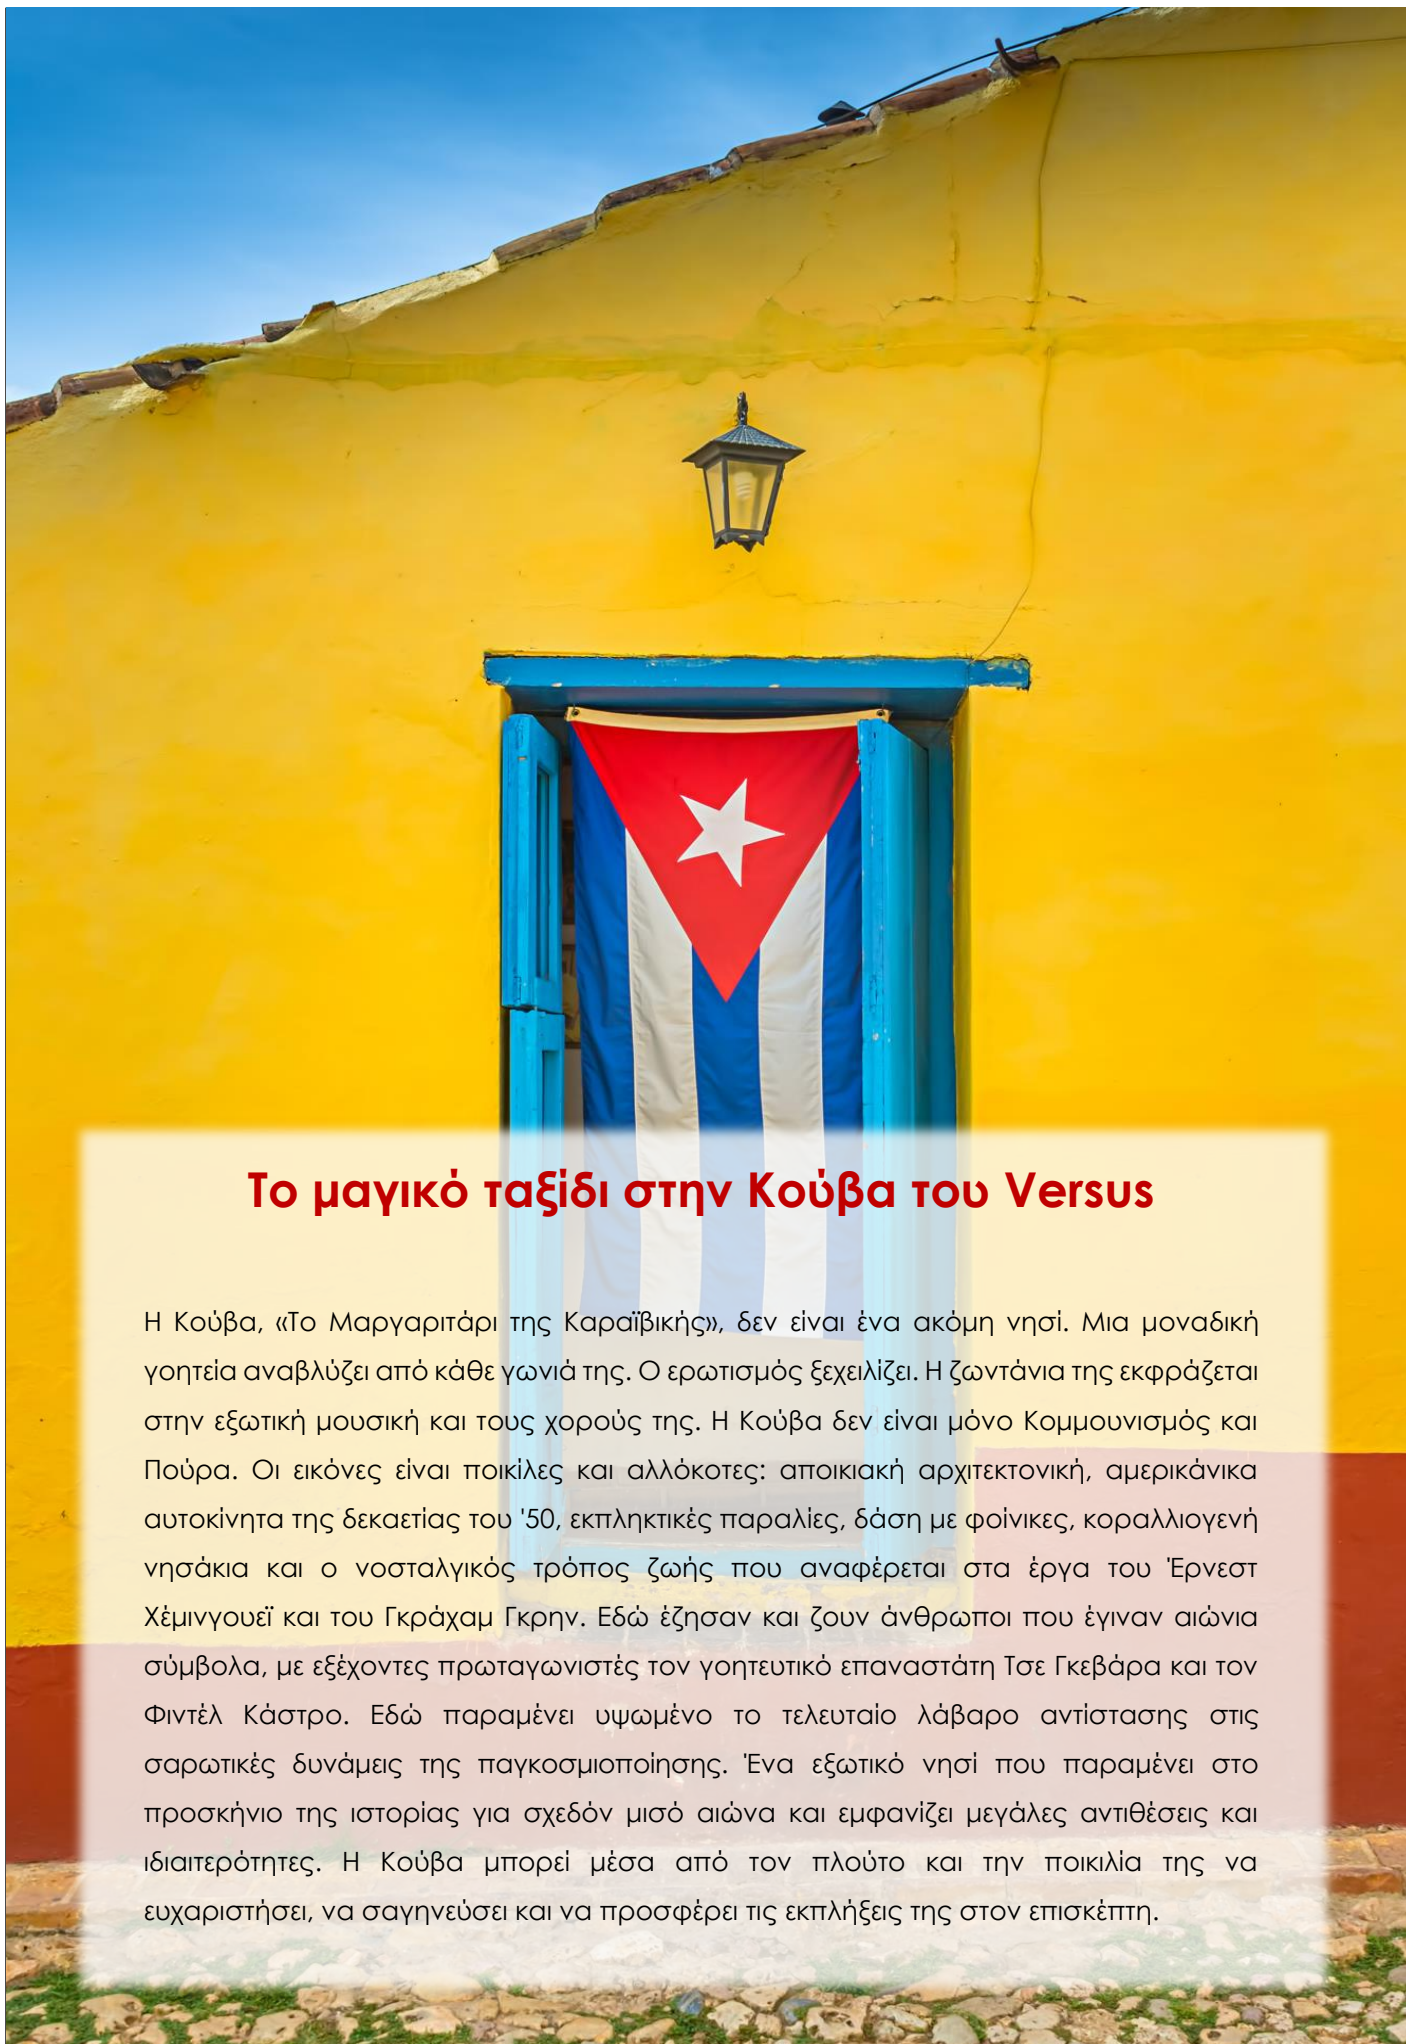 Το μαγικό ταξίδι στην Κούβα του Versus
Η Κούβα, «Το Μαργαριτάρι της Καραϊβικής», δεν είναι ένα ακόμη νησί. Μια μοναδική
γοητεία αναβλύζει από κάθε γωνιά της. Ο ερωτισμός ξεχειλίζει. Η ζωντάνια της εκφράζεται
στην εξωτική μουσική και τους χορούς της. Η Κούβα δεν είναι μόνο Κομμουνισμός και
Πούρα. Οι εικόνες είναι ποικίλες και αλλόκοτες: αποικιακή αρχιτεκτονική, αμερικάνικα
αυτοκίνητα της δεκαετίας του '50, εκπληκτικές παραλίες, δάση με φοίνικες, κοραλλιογενή
νησάκια και ο νοσταλγικός τρόπος ζωής που αναφέρεται στα έργα του Έρνεστ
Χέμινγουεϊ και του Γκράχαμ Γκρην. Εδώ έζησαν και ζουν άνθρωποι που έγιναν αιώνια
σύμβολα, με εξέχοντες πρωταγωνιστές τον γοητευτικό επαναστάτη Τσε Γκεβάρα και τον
Φιντέλ Κάστρο. Εδώ παραμένει υψωμένο το τελευταίο λάβαρο αντίστασης στις
σαρωτικές δυνάμεις της παγκοσμιοποίησης. Ένα εξωτικό νησί που παραμένει στο
προσκήνιο της ιστορίας για σχεδόν μισό αιώνα και εμφανίζει μεγάλες αντιθέσεις και
ιδιαιτερότητες. Η Κούβα μπορεί μέσα από τον πλούτο και την ποικιλία της να
ευχαριστήσει, να σαγηνεύσει και να προσφέρει τις εκπλήξεις της στον επισκέπτη.